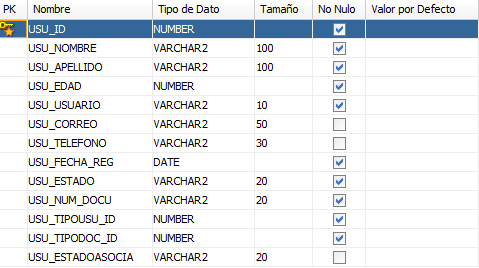 PK Nombre Tipo de Dato Tamaño No Nulo Valor por Defecto
USU_ID NUMBER
USU_NOMBRE VARCHAR2 100
USU_APELLIDO VARCHAR2 100
USU_EDAD NUMBER
USU_USUARIO VARCHAR2 10
USU_CORREO VARCHAR2 50
USU_TELEFONO VARCHAR2 30
USU_FECHA_REG DATE
USU_ESTADO VARCHAR2 20
USU_NUM_DOCU VARCHAR2 20
USU_TIPOUSU_ID NUMBER
USU_TIPODOC_ID NUMBER
USU_ESTADOASOCIA VARCHAR2 20